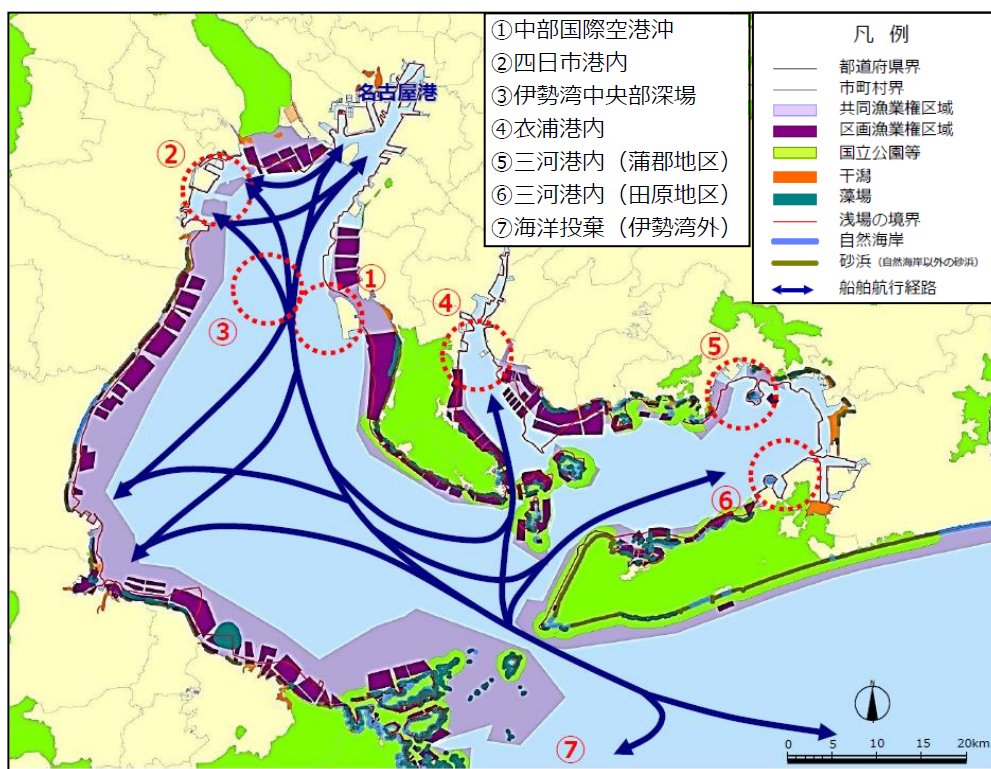 ①中部国際空港沖
②四日市港内
③伊勢湾中央部深場
④衣浦港内
⑤三河港内（蒲郡地区）
⑥三河港内（田原地区）
⑦海洋投棄（伊勢湾外）
凡 例
都道府県界
市町村界
共同漁業権区域
区画漁業権区域
国立公園等
干潟
藻場
浅場の境界
自然海岸
砂浜（自然海岸以外の砂浜）
船舶航行経路
名古屋港
②
①
③
④
⑤
⑥
⑦
N
0 5 10 20km